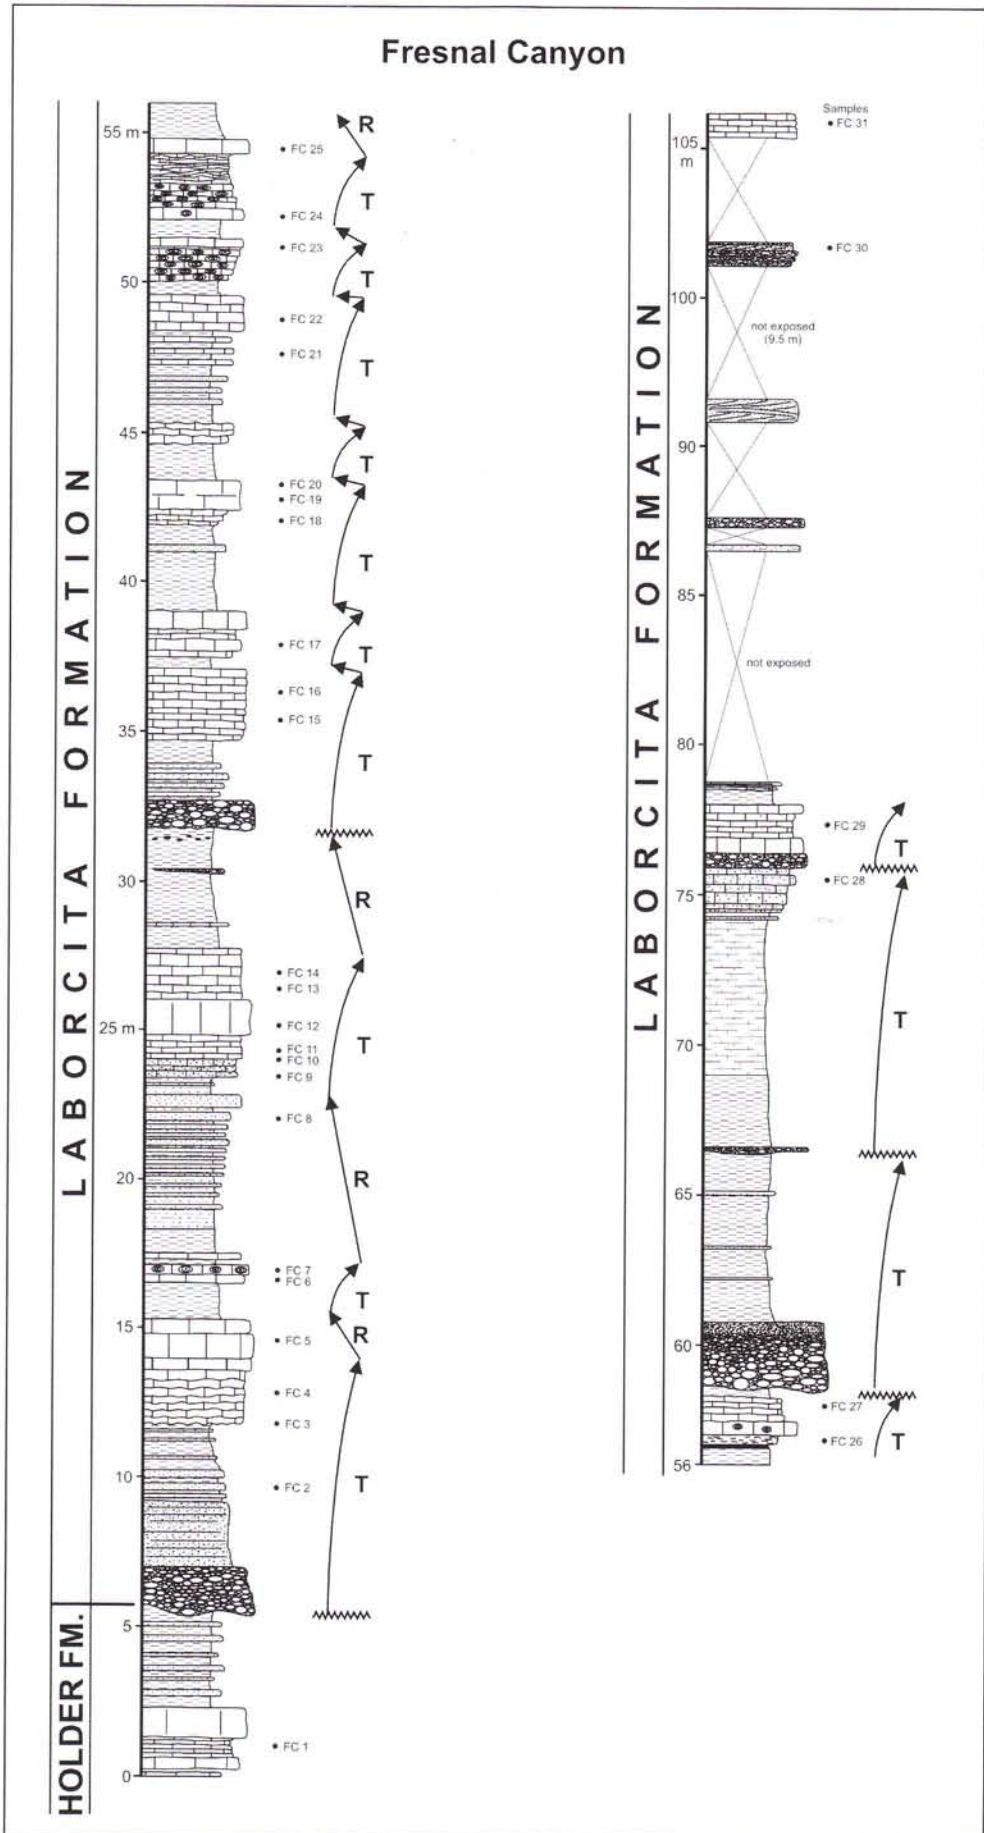 Fresnal Canyon
LABORCITA FORMATION
HOLDER FM.
55 m
50
45
40
35
30
25 m
20
15
10
5
0
FC 25
FC 24
FC 23
FC 22
FC 21
FC 20
FC 19
FC 18
FC 17
FC 16
FC 15
FC 14
FC 13
FC 12
FC 11
FC 10
FC 9
FC 8
FC 7
FC 6
FC 5
FC 4
FC 3
FC 2
FC 1
R
T
T
T
T
T
T
T
R
T
R
T
R
T
LABORCITA FORMATION
105
m
100
90
85
80
75
70
65
60
56
Samples
FC 31
FC 30
not exposed
(9.5 m)
not exposed
FC 29
FC 28
FC 27
FC 26
T
T
T
T